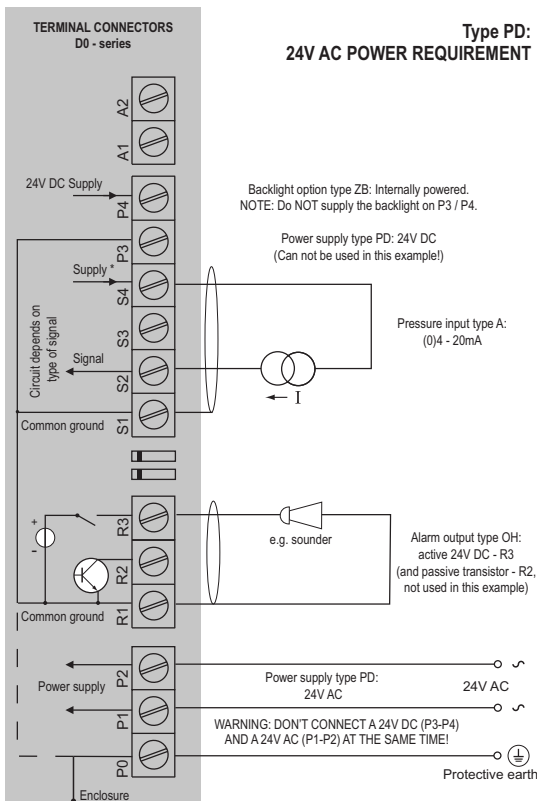 TERMINAL CONNECTORS
D0 - series
Type PD:
24V AC POWER REQUIREMENT
A2
A1
24V DC Supply
P4
Backlight option type ZB: Internally powered.
NOTE: Do NOT supply the backlight on P3 / P4.
P3
Power supply type PD: 24V DC
(Can not be used in this example!)
Supply *
S4
Circuit depends on
type of signal
S3
Pressure input type A:
(0)4 - 20mA
Signal
S2
I
Common ground
S1
+
-
R3
e.g. sounder
Alarm output type OH:
active 24V DC - R3
(and passive transistor - R2,
not used in this example)
R2
Common ground
R1
P2
Power supply
Power supply type PD:
24V AC
24V AC
P1
WARNING: DON'T CONNECT A 24V DC (P3-P4)
AND A 24V AC (P1-P2) AT THE SAME TIME!
P0
Protective earth
Enclosure